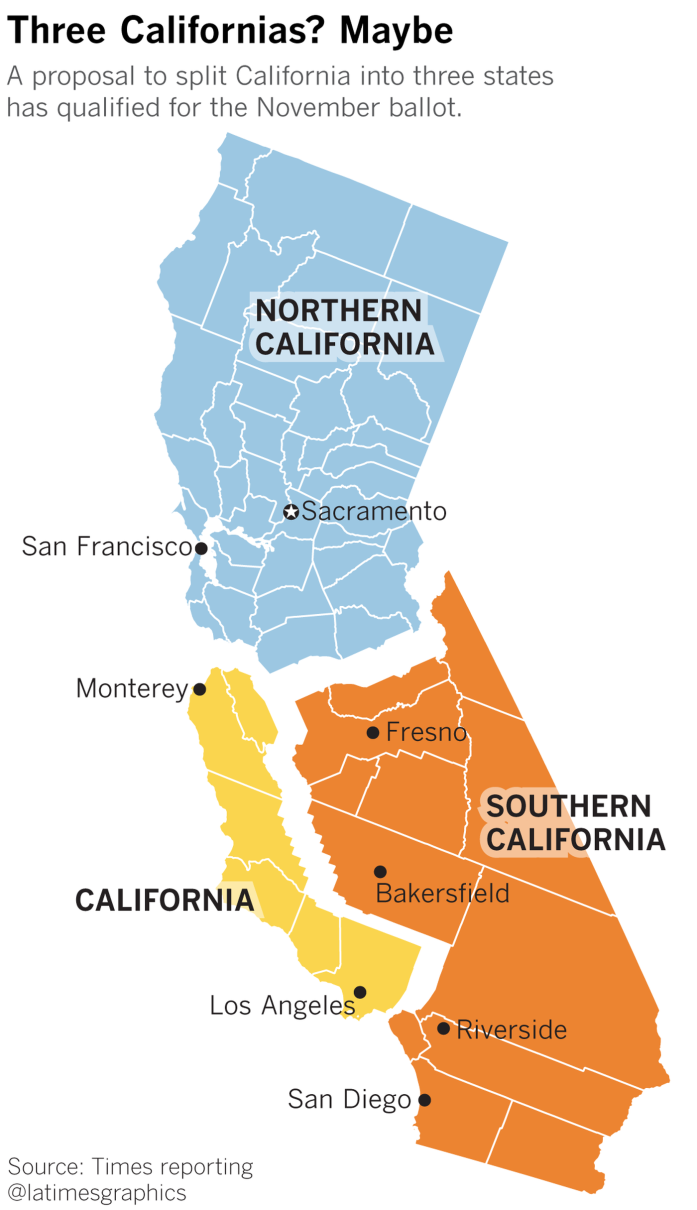 Three Californias? Maybe
A proposal to split California into three states
has qualified for the November ballot.
NORTHERN
CALIFORNIA
Sacramento
San Francisco
Monterey
Fresno
SOUTHERN
CALIFORNIA
Bakersfield
CALIFORNIA
Los Angeles
Riverside
San Diego
Source: Times reporting
@latimesgraphics